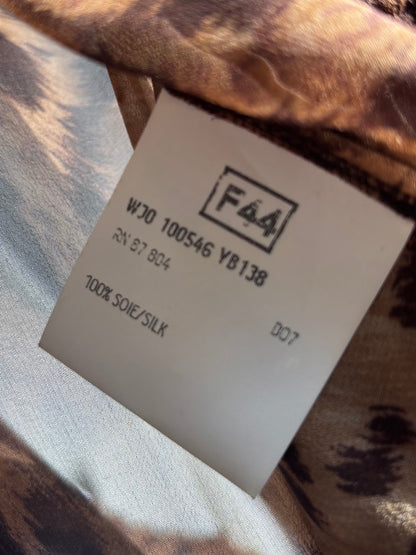 F44
WJ0 100546 YB138
RN 87 804
100% SOIE/SILK
D07